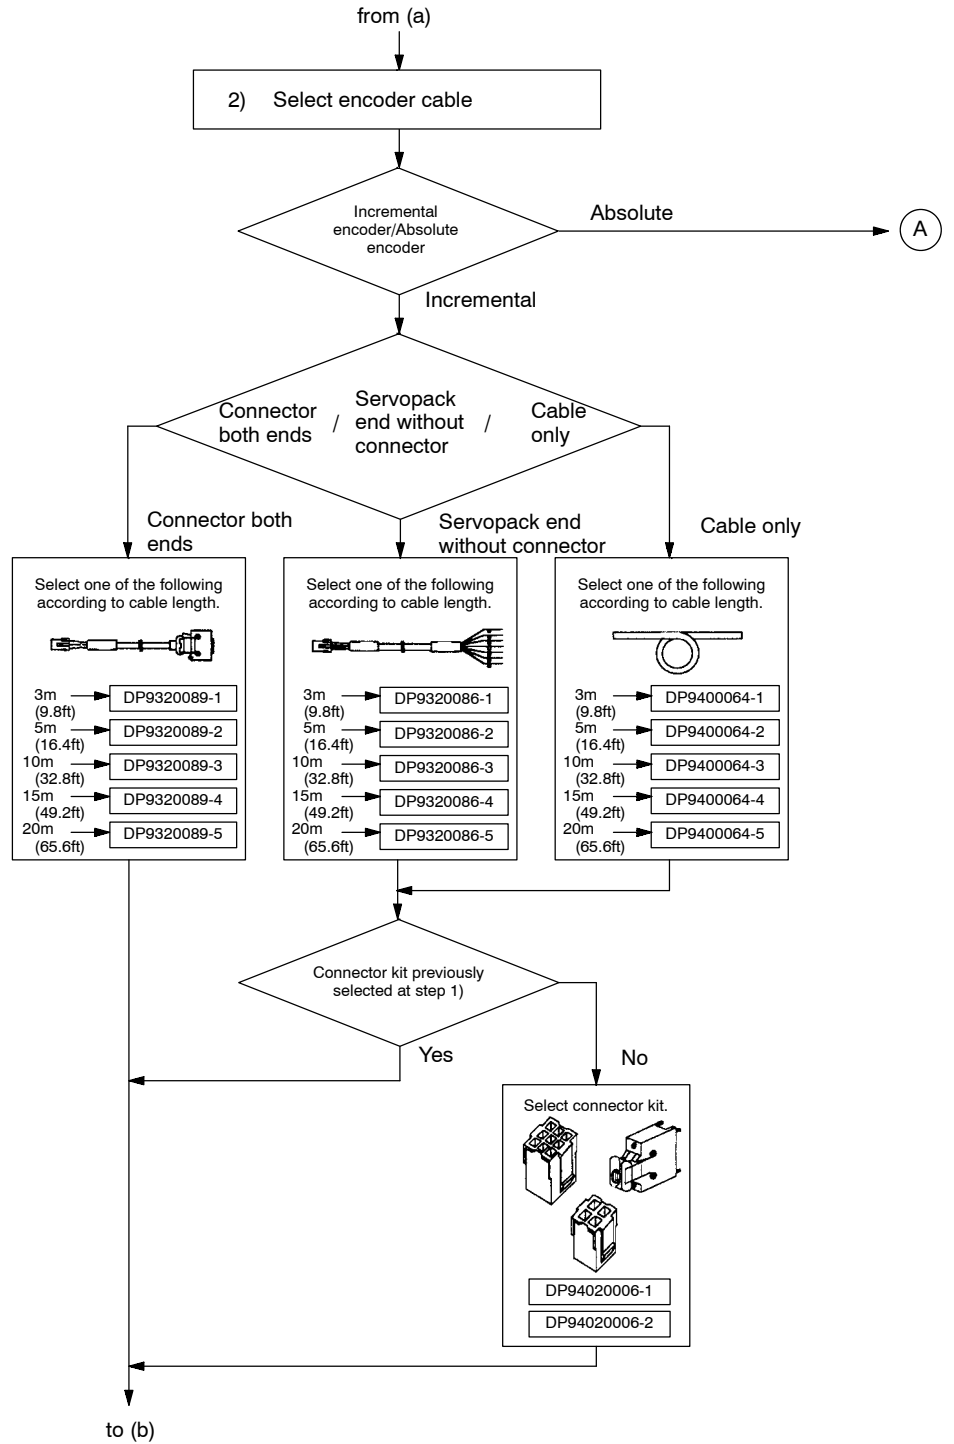 from (a)
2) Select encoder cable
Incremental
encoder/Absolute
encoder
Absolute
A
Incremental
Connector
both ends
/
Servopack
end without
connector
/
Cable
only
Connector both
ends
Servopack end
without connector
Cable only
Select one of the following
according to cable length.
3m
(9.8ft)
DP9320089-1
5m
(16.4ft)
DP9320089-2
10m
(32.8ft)
DP9320089-3
15m
(49.2ft)
DP9320089-4
20m
(65.6ft)
DP9320089-5
Select one of the following
according to cable length.
3m
(9.8ft)
DP9320086-1
5m
(16.4ft)
DP9320086-2
10m
(32.8ft)
DP9320086-3
15m
(49.2ft)
DP9320086-4
20m
(65.6ft)
DP9320086-5
Select one of the following
according to cable length.
3m
(9.8ft)
DP9400064-1
5m
(16.4ft)
DP9400064-2
10m
(32.8ft)
DP9400064-3
15m
(49.2ft)
DP9400064-4
20m
(65.6ft)
DP9400064-5
Connector kit previously
selected at step 1)
Yes
No
Select connector kit.
DP94020006-1
DP94020006-2
to (b)